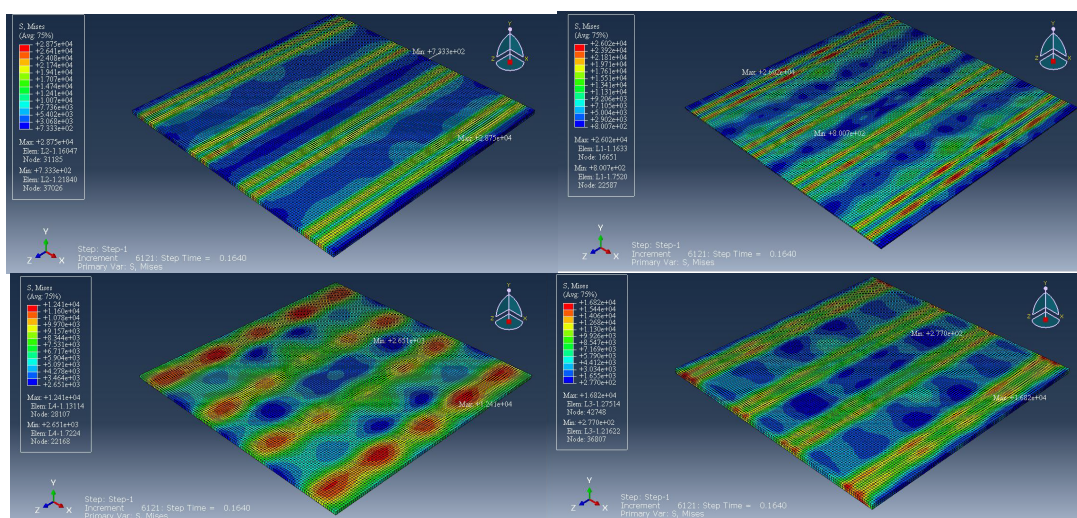 S, Mises
(Avg: 75%)
+2.875e+04
+2.641e+04
+2.408e+04
+2.174e+04
+1.941e+04
+1.707e+04
+1.474e+04
+1.241e+04
+1.007e+04
+7.736e+03
+5.402e+03
+3.068e+03
+7.333e+02
Max: +2.875e+04
Elem: L2-1.16047
Node: 31185
Min: +7.333e+02
Elem: L2-1.21840
Node: 37026
Min: +7.333e+02
Max: +2.875e+04
Y
Z
X
Y
Z
X
Step: Step-1
Increment 6121: Step Time = 0.1640
Primary Var: S, Mises
S, Mises
(Avg: 75%)
+2.602e+04
+2.392e+04
+2.181e+04
+1.971e+04
+1.761e+04
+1.551e+04
+1.341e+04
+1.131e+04
+9.206e+03
+7.105e+03
+5.004e+03
+2.902e+03
+8.007e+02
Max: +2.602e+04
Elem: L1-1.1633
Node: 16651
Min: +8.007e+02
Elem: L1-1.7520
Node: 22587
Max: +2.602e+04
Min: +8.007e+02
Y
Z
X
Y
Z
X
Step: Step-1
Increment 6121: Step Time = 0.1640
Primary Var: S, Mises
S, Mises
(Avg: 75%)
+1.241e+04
+1.160e+04
+1.078e+04
+9.970e+03
+9.157e+03
+8.344e+03
+7.531e+03
+6.717e+03
+5.904e+03
+5.091e+03
+4.278e+03
+3.464e+03
+2.651e+03
Max: +1.241e+04
Elem: L4-1.13114
Node: 28107
Min: +2.651e+03
Elem: L4-1.7224
Node: 22168
Min: +2.651e+03
Max: +1.241e+04
Y
Z
X
Y
Z
X
Step: Step-1
Increment 6121: Step Time = 0.1640
Primary Var: S, Mises
S, Mises
(Avg: 75%)
+1.682e+04
+1.544e+04
+1.406e+04
+1.268e+04
+1.130e+04
+9.926e+03
+8.547e+03
+7.169e+03
+5.790e+03
+4.412e+03
+3.034e+03
+1.655e+03
+2.770e+02
Max: +1.682e+04
Elem: L3-1.27514
Node: 42748
Min: +2.770e+02
Elem: L3-1.21622
Node: 36807
Min: +2.770e+02
Max: +1.682e+04
Y
Z
X
Y
Z
X
Step: Step-1
Increment 6121: Step Time = 0.1640
Primary Var: S, Mises